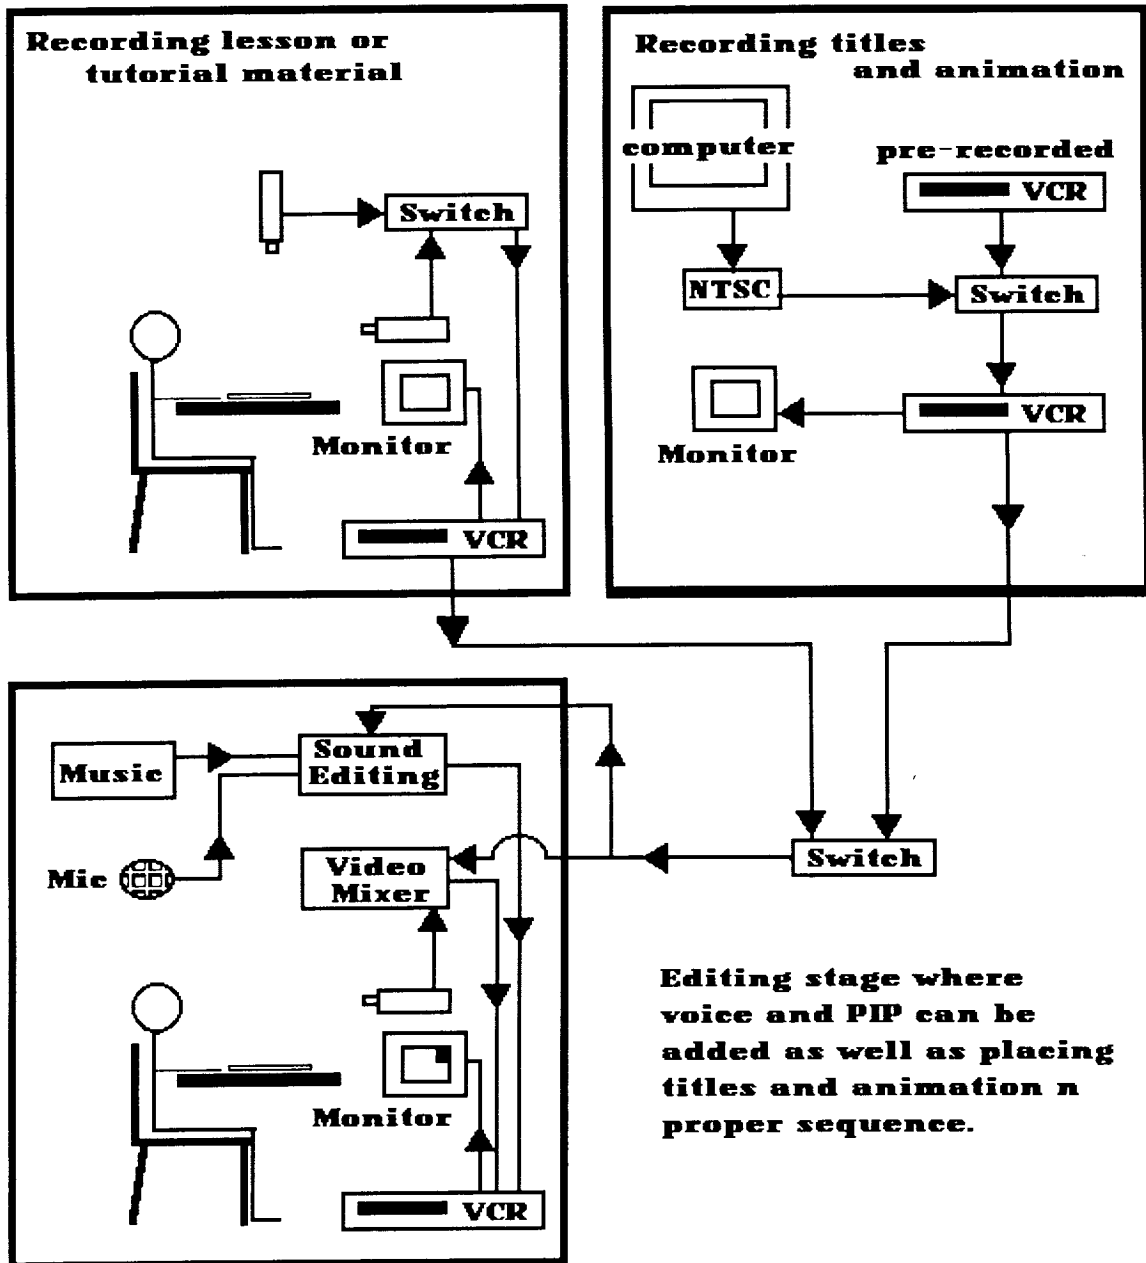 Recording lesson or
tutorial material
Switch
Monitor
VCR
Recording titles
and animation
computer
pre-recorded
VCR
NTSC
Switch
VCR
Monitor
Music
Sound
Editing
Mic
Video
Mixer
Monitor
VCR
Switch
Editing stage where
voice and PIP can be
added as well as placing
titles and animation n
proper sequence.